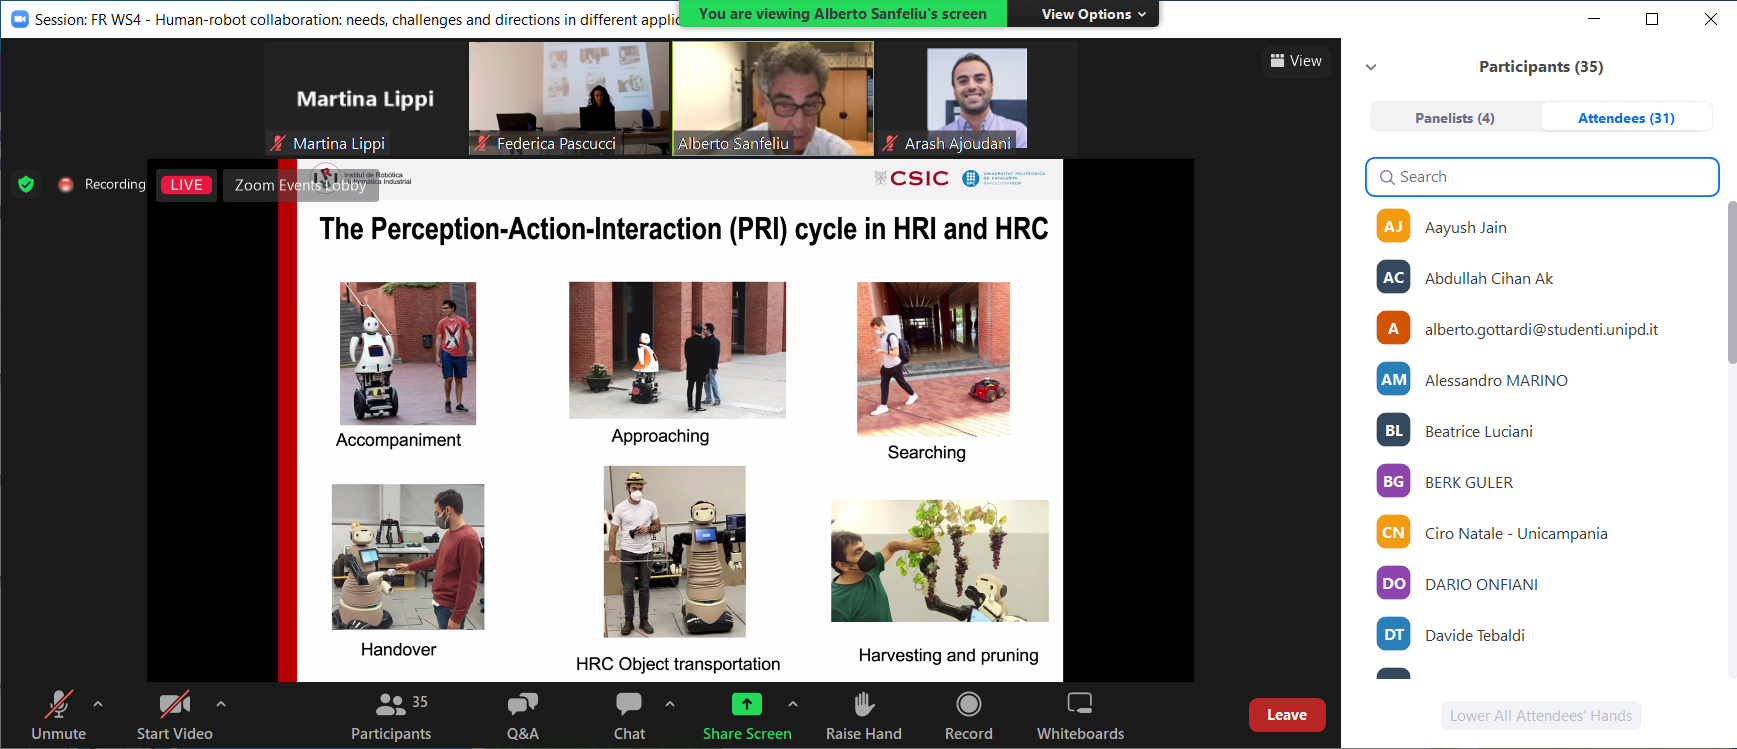 Session: FR WS4 - Human-robot collaboration: needs, challenges and directions in different applic
You are viewing Alberto Sanfeliu's screen
View Options
Martina Lippi
Martina Lippi
Federica Pascucci
Alberto Sanfeliu
Arash Ajoudani
View
Recording
LIVE
Zoom Events Lobby
IRI
Institut de Robòtica
i Informàtica Industrial
CSIC
UPC
UNIVERSITAT POLITÈCNICA
DE CATALUNYA
BARCELONATECH
The Perception-Action-Interaction (PRI) cycle in HRI and HRC
Accompaniment
Approaching
Searching
Handover
HRC Object transportation
Harvesting and pruning
Unmute
Start Video
35
Participants
Q&A
Chat
Share Screen
Raise Hand
Record
Whiteboards
Leave
Participants (35)
Panelists (4)
Attendees (31)
Search
AJ Aayush Jain
AC Abdullah Cihan Ak
A alberto.gottardi@studenti.unipd.it
AM Alessandro MARINO
BL Beatrice Luciani
BG BERK GULER
CN Ciro Natale - Unicampania
DO DARIO ONFIANI
DT Davide Tebaldi
Lower All Attendees' Hands